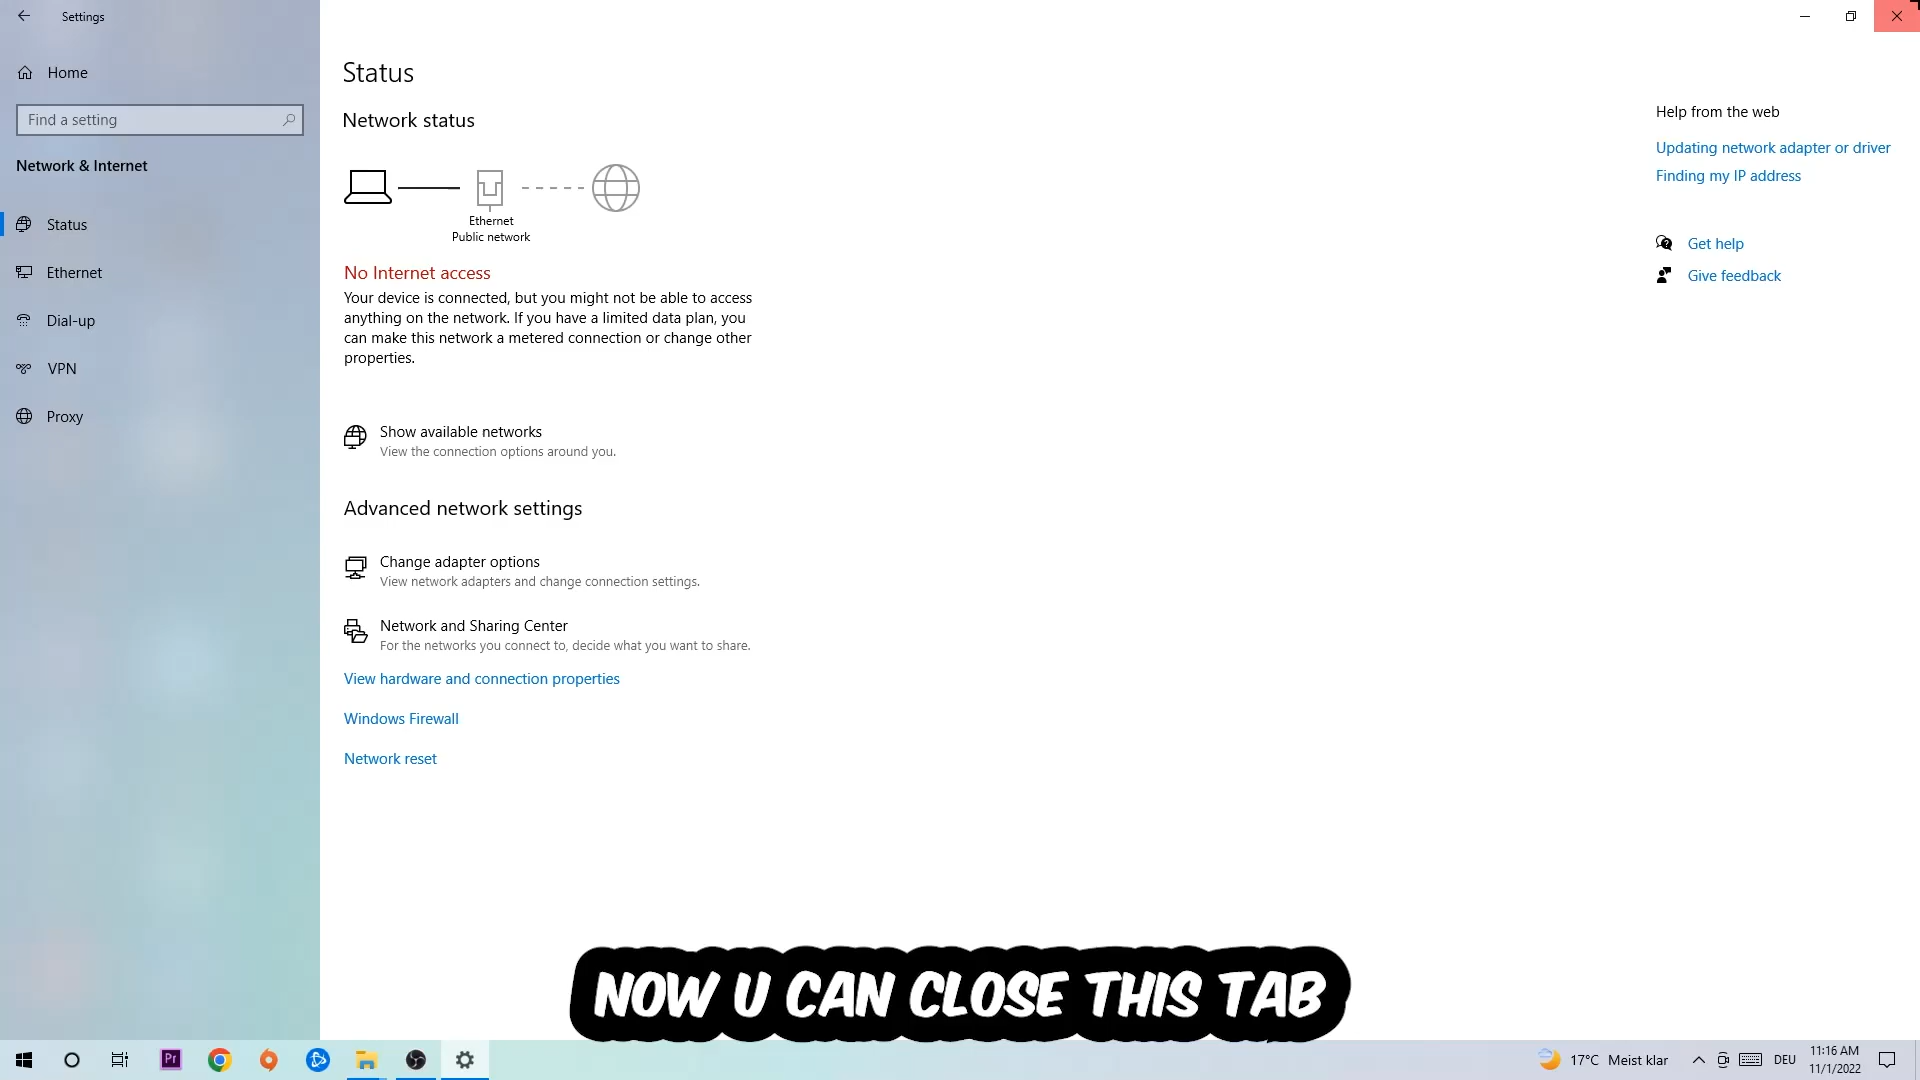 Settings
Home
Find a setting
Network & Internet
Status
Ethernet
Dial-up
VPN
Proxy
Status
Network status
Ethernet
Public network
No Internet access
Your device is connected, but you might not be able to access
anything on the network. If you have a limited data plan, you
can make this network a metered connection or change other
properties.
Show available networks
View the connection options around you.
Advanced network settings
Change adapter options
View network adapters and change connection settings.
Network and Sharing Center
For the networks you connect to, decide what you want to share.
View hardware and connection properties
Windows Firewall
Network reset
Help from the web
Updating network adapter or driver
Finding my IP address
Get help
Give feedback
NOW U CAN CLOSE THIS TAB
Pr
17°C Meist klar
DEU
11:16 AM
11/1/2022